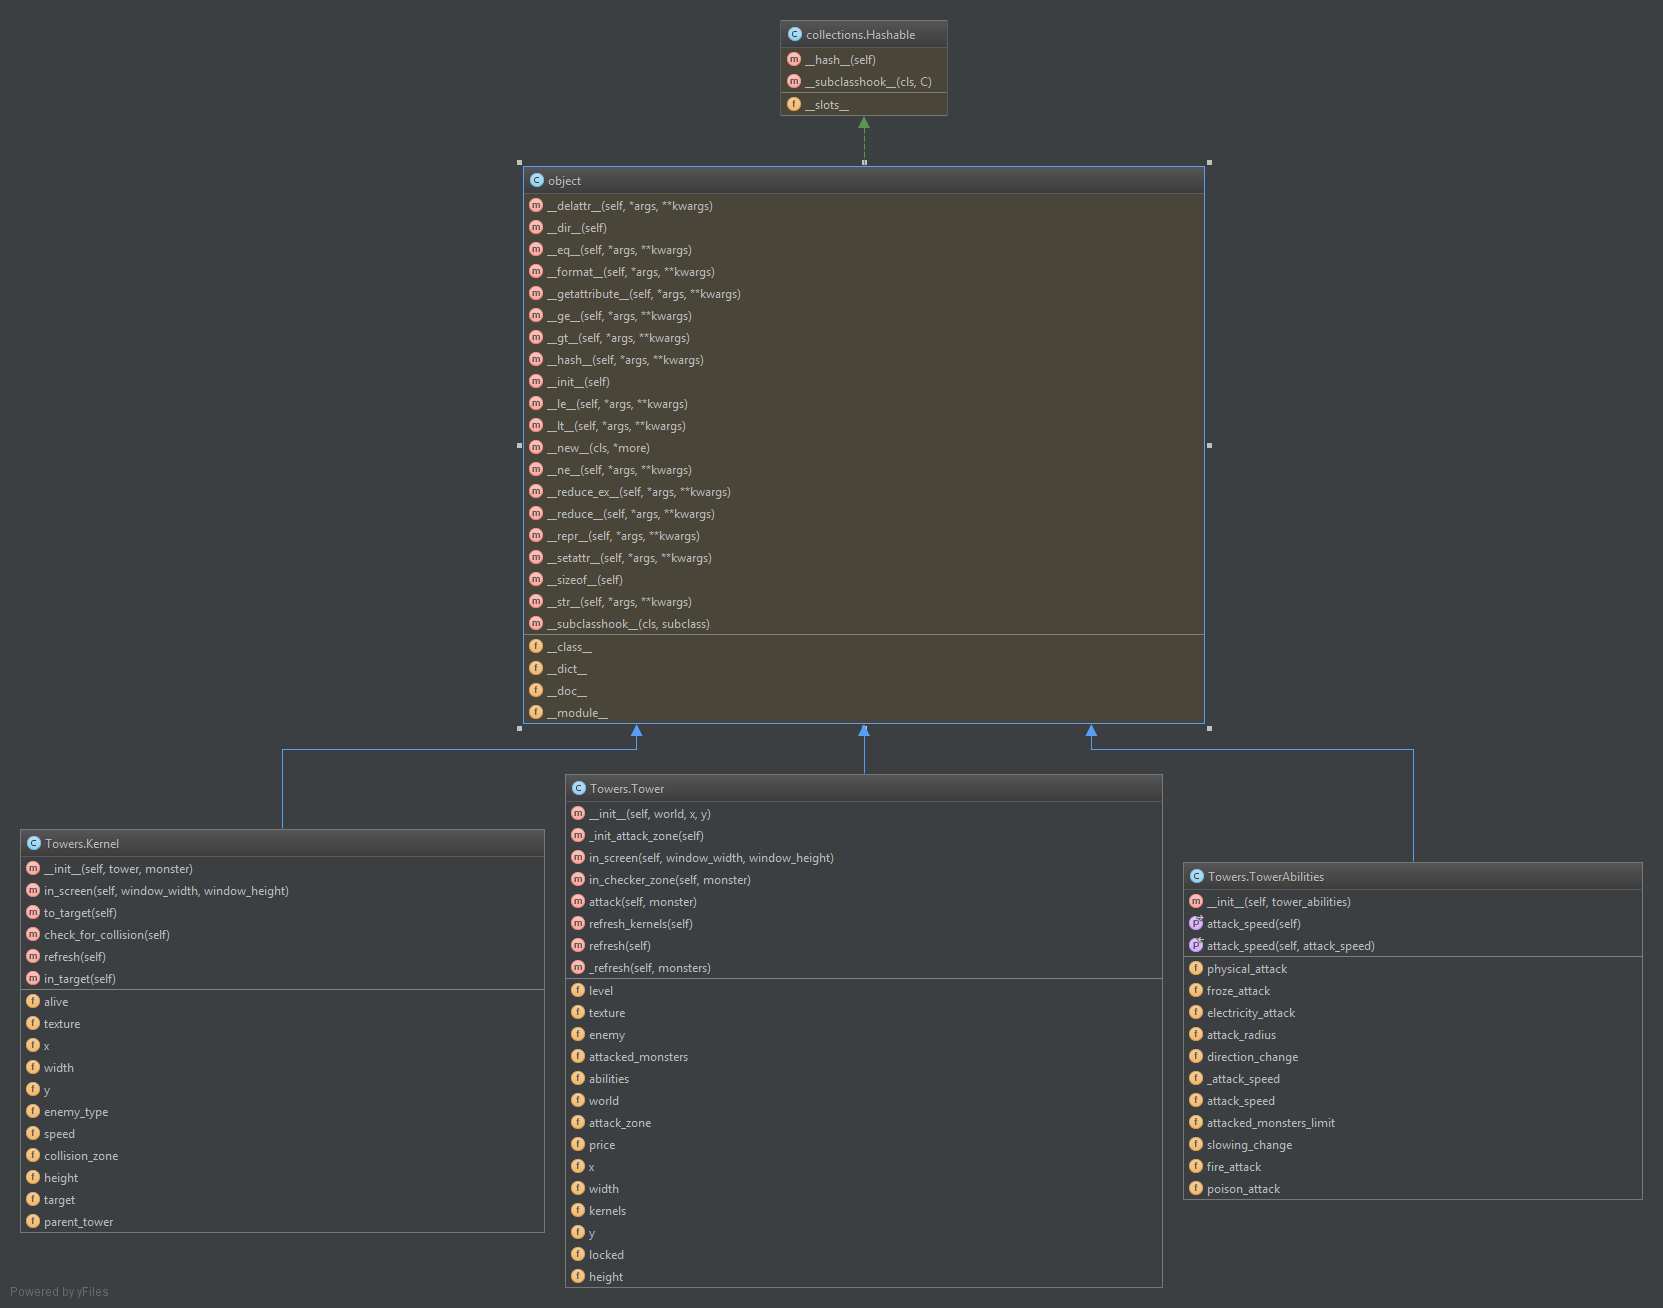 collections.Hashable
__hash__(self)
__subclasshook__(cls, C)
__slots__
object
__delattr__(self, *args, **kwargs)
__dir__(self)
__eq__(self, *args, **kwargs)
__format__(self, *args, **kwargs)
__getattribute__(self, *args, **kwargs)
__ge__(self, *args, **kwargs)
__gt__(self, *args, **kwargs)
__hash__(self, *args, **kwargs)
__init__(self)
__le__(self, *args, **kwargs)
__lt__(self, *args, **kwargs)
__new__(cls, *more)
__ne__(self, *args, **kwargs)
__reduce_ex__(self, *args, **kwargs)
__reduce__(self, *args, **kwargs)
__repr__(self, *args, **kwargs)
__setattr__(self, *args, **kwargs)
__sizeof__(self)
__str__(self, *args, **kwargs)
__subclasshook__(cls, subclass)
__class__
__dict__
__doc__
__module__
Towers.Kernel
__init__(self, tower, monster)
in_screen(self, window_width, window_height)
to_target(self)
check_for_collision(self)
refresh(self)
in_target(self)
alive
texture
x
width
y
enemy_type
speed
collision_zone
height
target
parent_tower
Towers.Tower
__init__(self, world, x, y)
_init_attack_zone(self)
in_screen(self, window_width, window_height)
in_checker_zone(self, monster)
attack(self, monster)
refresh_kernels(self)
refresh(self)
_refresh(self, monsters)
level
texture
enemy
attacked_monsters
abilities
world
attack_zone
price
x
width
kernels
y
locked
height
Towers.TowerAbilities
__init__(self, tower_abilities)
attack_speed(self)
attack_speed(self, attack_speed)
physical_attack
froze_attack
electricity_attack
attack_radius
direction_change
_attack_speed
attack_speed
attacked_monsters_limit
slowing_change
fire_attack
poison_attack
Powered by yFiles